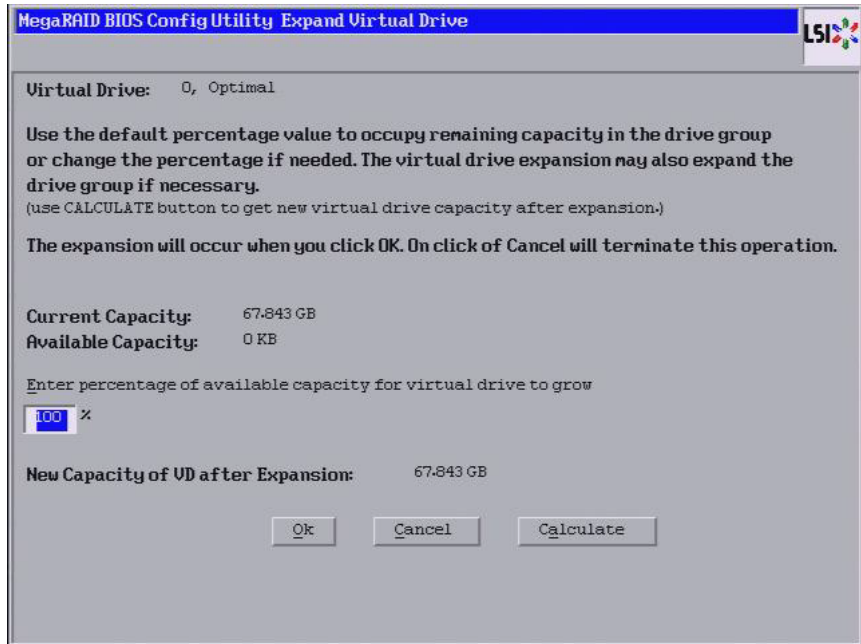 MegaRAID BIOS Config Utility Expand Virtual Drive
LSI
Virtual Drive: 0, Optimal
Use the default percentage value to occupy remaining capacity in the drive group
or change the percentage if needed. The virtual drive expansion may also expand the
drive group if necessary.
(use CALCULATE button to get new virtual drive capacity after expansion.)
The expansion will occur when you click OK. On click of Cancel will terminate this operation.
Current Capacity: 67.843 GB
Available Capacity: 0 KB
Enter percentage of available capacity for virtual drive to grow
100 %
New Capacity of VD after Expansion: 67.843 GB
Ok Cancel Calculate